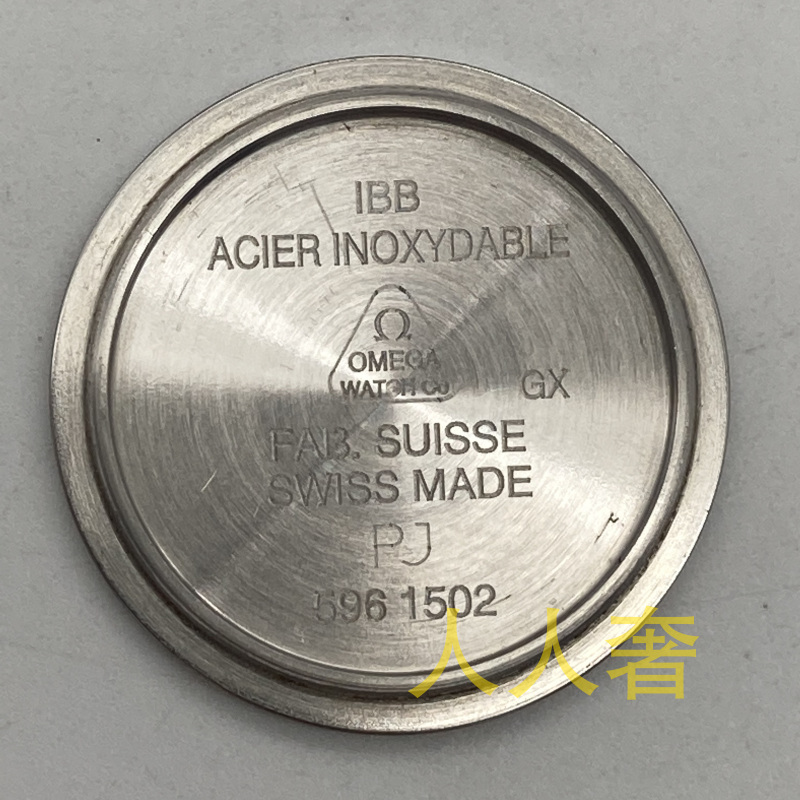 IBB
ACIER INOXYDABLE
Ω
OMEGA
WATCH Co
GX
FAB. SUISSE
SWISS MADE
PJ
596 1502
人人奢